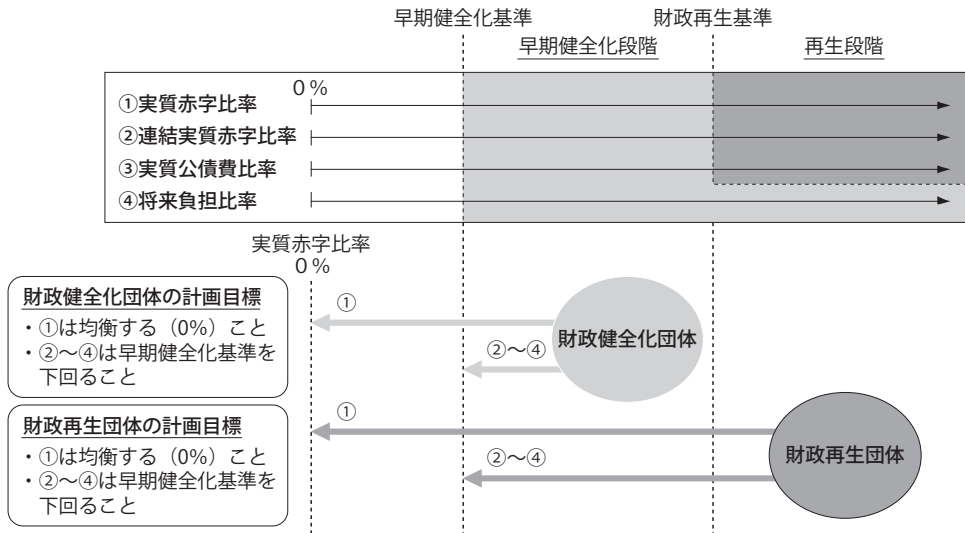 早期健全化基準
財政再生基準
早期健全化段階
再生段階
0%
①実質赤字比率
②連結実質赤字比率
③実質公債費比率
④将来負担比率
実質赤字比率
0%
財政健全化団体の計画目標
・①は均衡する（0%）こと
・②～④は早期健全化基準を
下回ること
①
②～④
財政健全化団体
財政再生団体の計画目標
・①は均衡する（0%）こと
・②～④は早期健全化基準を
下回ること
①
②～④
財政再生団体